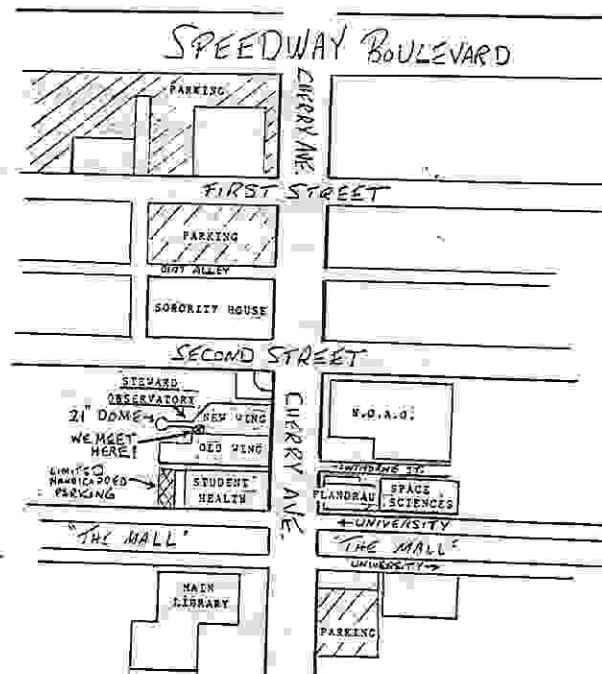 SPEEDWAY BOULEVARD
PARKING
CHERRY AVE.
FIRST STREET
PARKING
DIRT ALLEY
SORORITY HOUSE
SECOND STREET
STEWARD
OBSERVATORY
21" DOME
NEW WING
WE MEET
HERE!
OLD WING
LIMITED
HANDICAPPED
PARKING
STUDENT
HEALTH
CHERRY AVE.
N.O.A.O.
ST.
FLANDRAU
SPACE
SCIENCES
UNIVERSITY
"THE MALL"
"THE MALL"
UNIVERSITY
MAIN
LIBRARY
PARKING